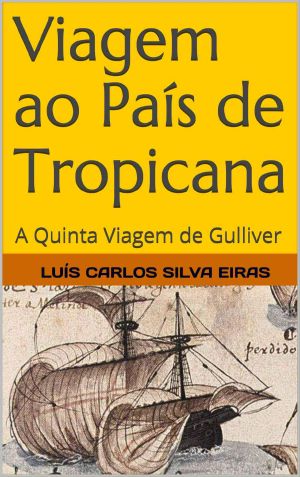 Viagem
ao País de
Tropicana
A Quinta Viagem de Gulliver
LUÍS CARLOS SILVA EIRAS
perdido